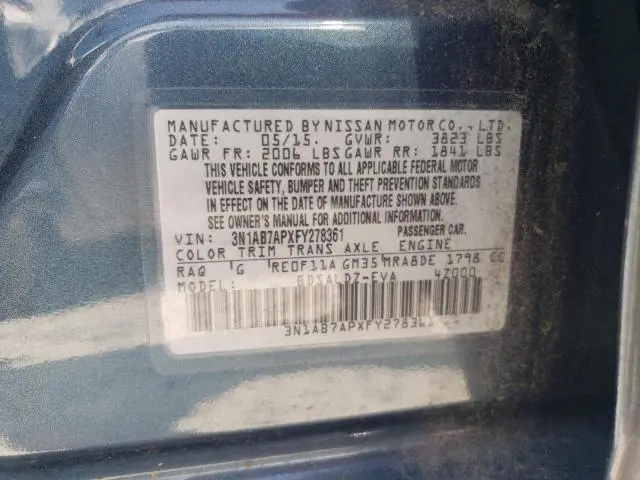 MANUFACTURED BY NISSAN MOTOR CO., LTD.
DATE: 05/15. GVWR: 3823 LBS
GAWR FR: 2006 LBS GAWR RR: 1841 LBS
THIS VEHICLE CONFORMS TO ALL APPLICABLE FEDERAL MOTOR
VEHICLE SAFETY, BUMPER AND THEFT PREVENTION STANDARDS
IN EFFECT ON THE DATE OF MANUFACTURE SHOWN ABOVE.
SEE OWNER'S MANUAL FOR ADDITIONAL INFORMATION.
VIN: 3N1AB7APXFY278361 PASSENGER CAR.
COLOR TRIM TRANS AXLE ENGINE
RAQ G RE0F11A GM35 MRA8DE 1798 CC
MODEL: BDSALDZ-EVA 4Z000
3N1AB7APXFY278361